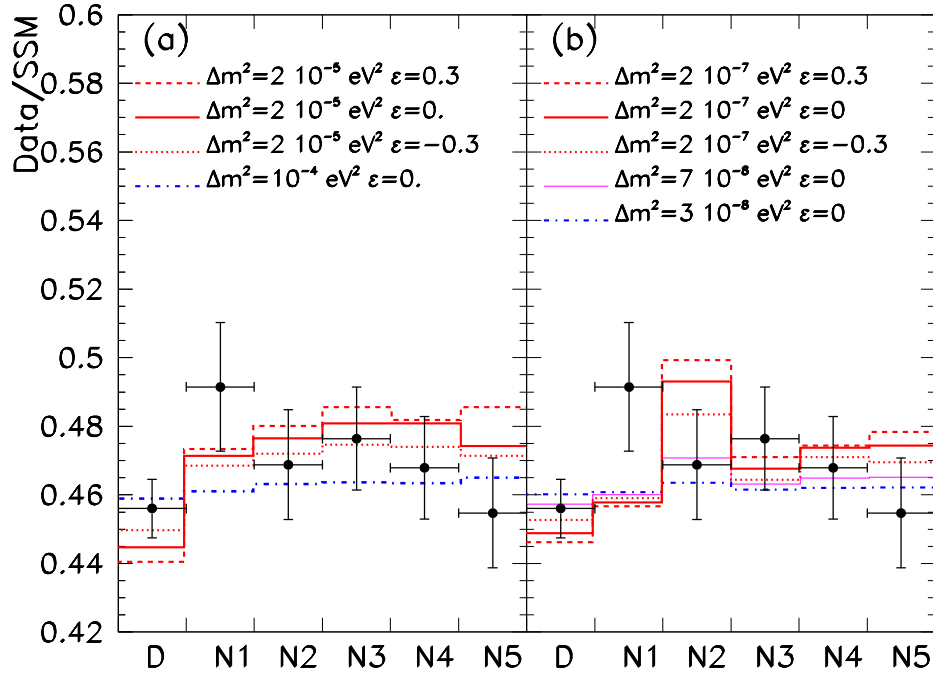 Data/SSM
0.6
0.58
0.56
0.54
0.52
0.5
0.48
0.46
0.44
0.42
(a)
Δm²=2 10⁻⁵ eV² ε=0.3
Δm²=2 10⁻⁵ eV² ε=0.
Δm²=2 10⁻⁵ eV² ε=−0.3
Δm²=10⁻⁴ eV² ε=0.
(b)
Δm²=2 10⁻⁷ eV² ε=0.3
Δm²=2 10⁻⁷ eV² ε=0
Δm²=2 10⁻⁷ eV² ε=−0.3
Δm²=7 10⁻⁸ eV² ε=0
Δm²=3 10⁻⁸ eV² ε=0
D N1 N2 N3 N4 N5
D N1 N2 N3 N4 N5